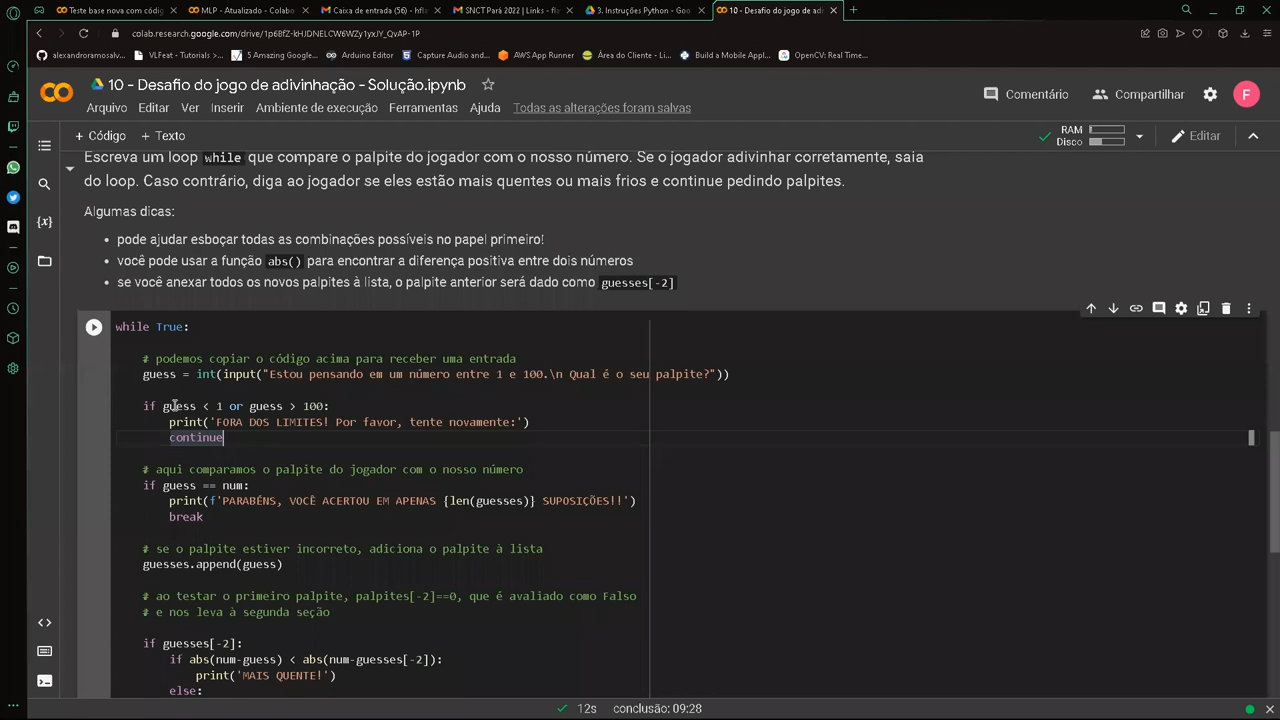 Teste base nova com código
MLP - Atualizado - Colabo
Caixa de entrada (56) - hfl
SNCT Pará 2022 | Links - f
3. Instruções Python - Goo
10 - Desafio do jogo de adi
colab.research.google.com/drive/1p6BfZ-kHJDNELCW6WZy1yxJY_QvAP-1P
alexandroramosalv...
VLFeat - Tutorials >...
5 Amazing Google...
Arduino Editor
Capture Audio and...
AWS App Runner
Área do Cliente - Li...
Build a Mobile Appl...
OpenCV: Real Time...
10 - Desafio do jogo de adivinhação - Solução.ipynb
Comentário
Compartilhar
F
Arquivo Editar Ver Inserir Ambiente de execução Ferramentas Ajuda Todas as alterações foram salvas
+ Código + Texto
RAM
Disco
Editar
Escreva um loop while que compare o palpite do jogador com o nosso número. Se o jogador adivinhar corretamente, saia
do loop. Caso contrário, diga ao jogador se eles estão mais quentes ou mais frios e continue pedindo palpites.
Algumas dicas:
• pode ajudar esboçar todas as combinações possíveis no papel primeiro!
• você pode usar a função abs() para encontrar a diferença positiva entre dois números
• se você anexar todos os novos palpites à lista, o palpite anterior será dado como guesses[-2]
while True:
# podemos copiar o código acima para receber uma entrada
guess = int(input("Estou pensando em um número entre 1 e 100.\n Qual é o seu palpite?"))
if guess < 1 or guess > 100:
print('FORA DOS LIMITES! Por favor, tente novamente:')
continue
# aqui comparamos o palpite do jogador com o nosso número
if guess == num:
print(f'PARABÉNS, VOCÊ ACERTOU EM APENAS {len(guesses)} SUPOSIÇÕES!!')
break
# se o palpite estiver incorreto, adiciona o palpite à lista
guesses.append(guess)
# ao testar o primeiro palpite, palpites[-2]==0, que é avaliado como Falso
# e nos leva à segunda seção
if guesses[-2]:
if abs(num-guess) < abs(num-guesses[-2]):
print('MAIS QUENTE!')
else:
12s conclusão: 09:28